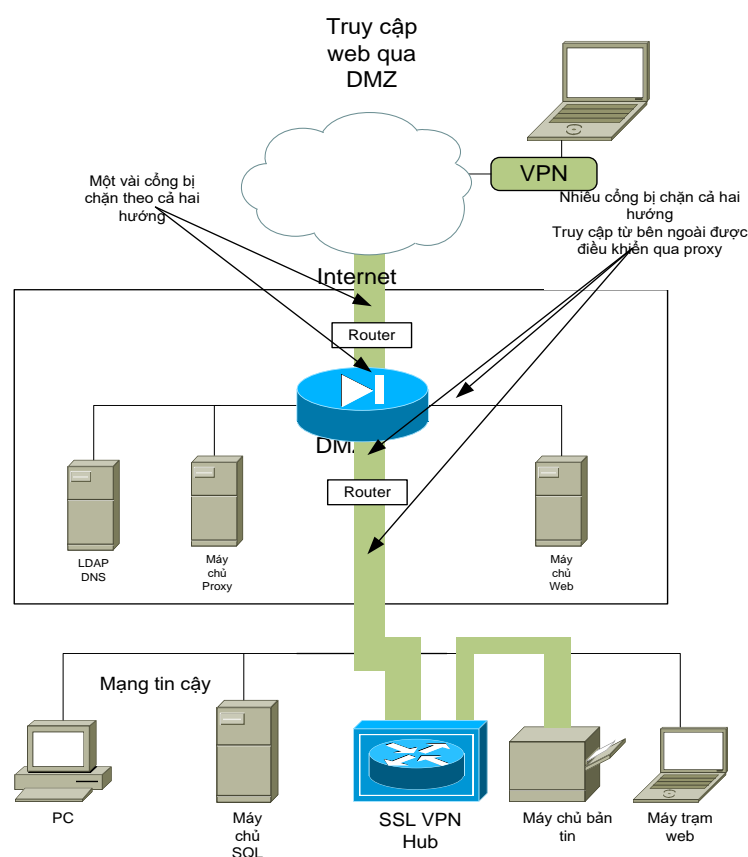 Truy cập
web qua
DMZ
VPN
Một vài cổng bị
chặn theo cả hai
hướng
Nhiều cổng bị chặn cả hai
hướng
Truy cập từ bên ngoài được
điều khiển qua proxy
Internet
Router
DMZ
Router
LDAP
DNS
Máy
chủ
Proxy
Máy
chủ
Web
Mạng tin cậy
PC
Máy
chủ
SQL
SSL VPN
Hub
Máy chủ bản
tin
Máy trạm
web